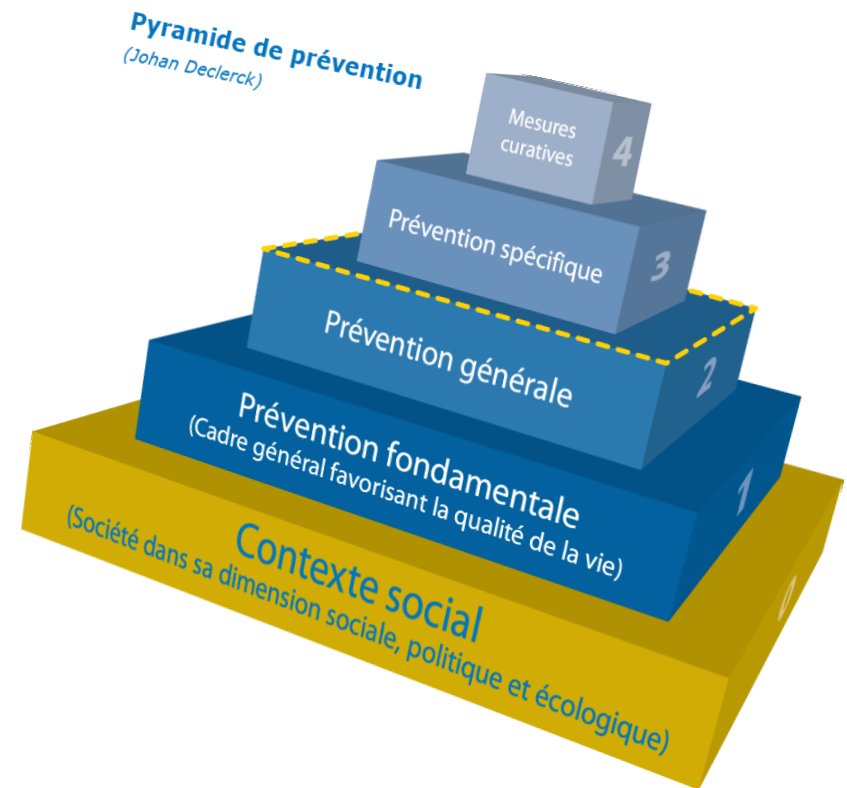 Pyramide de prévention
(Johan Declerck)
Mesures
curatives
4
Prévention spécifique
3
Prévention générale
2
Prévention fondamentale
(Cadre général favorisant la qualité de la vie)
1
Contexte social
(Société dans sa dimension sociale, politique et écologique)
0